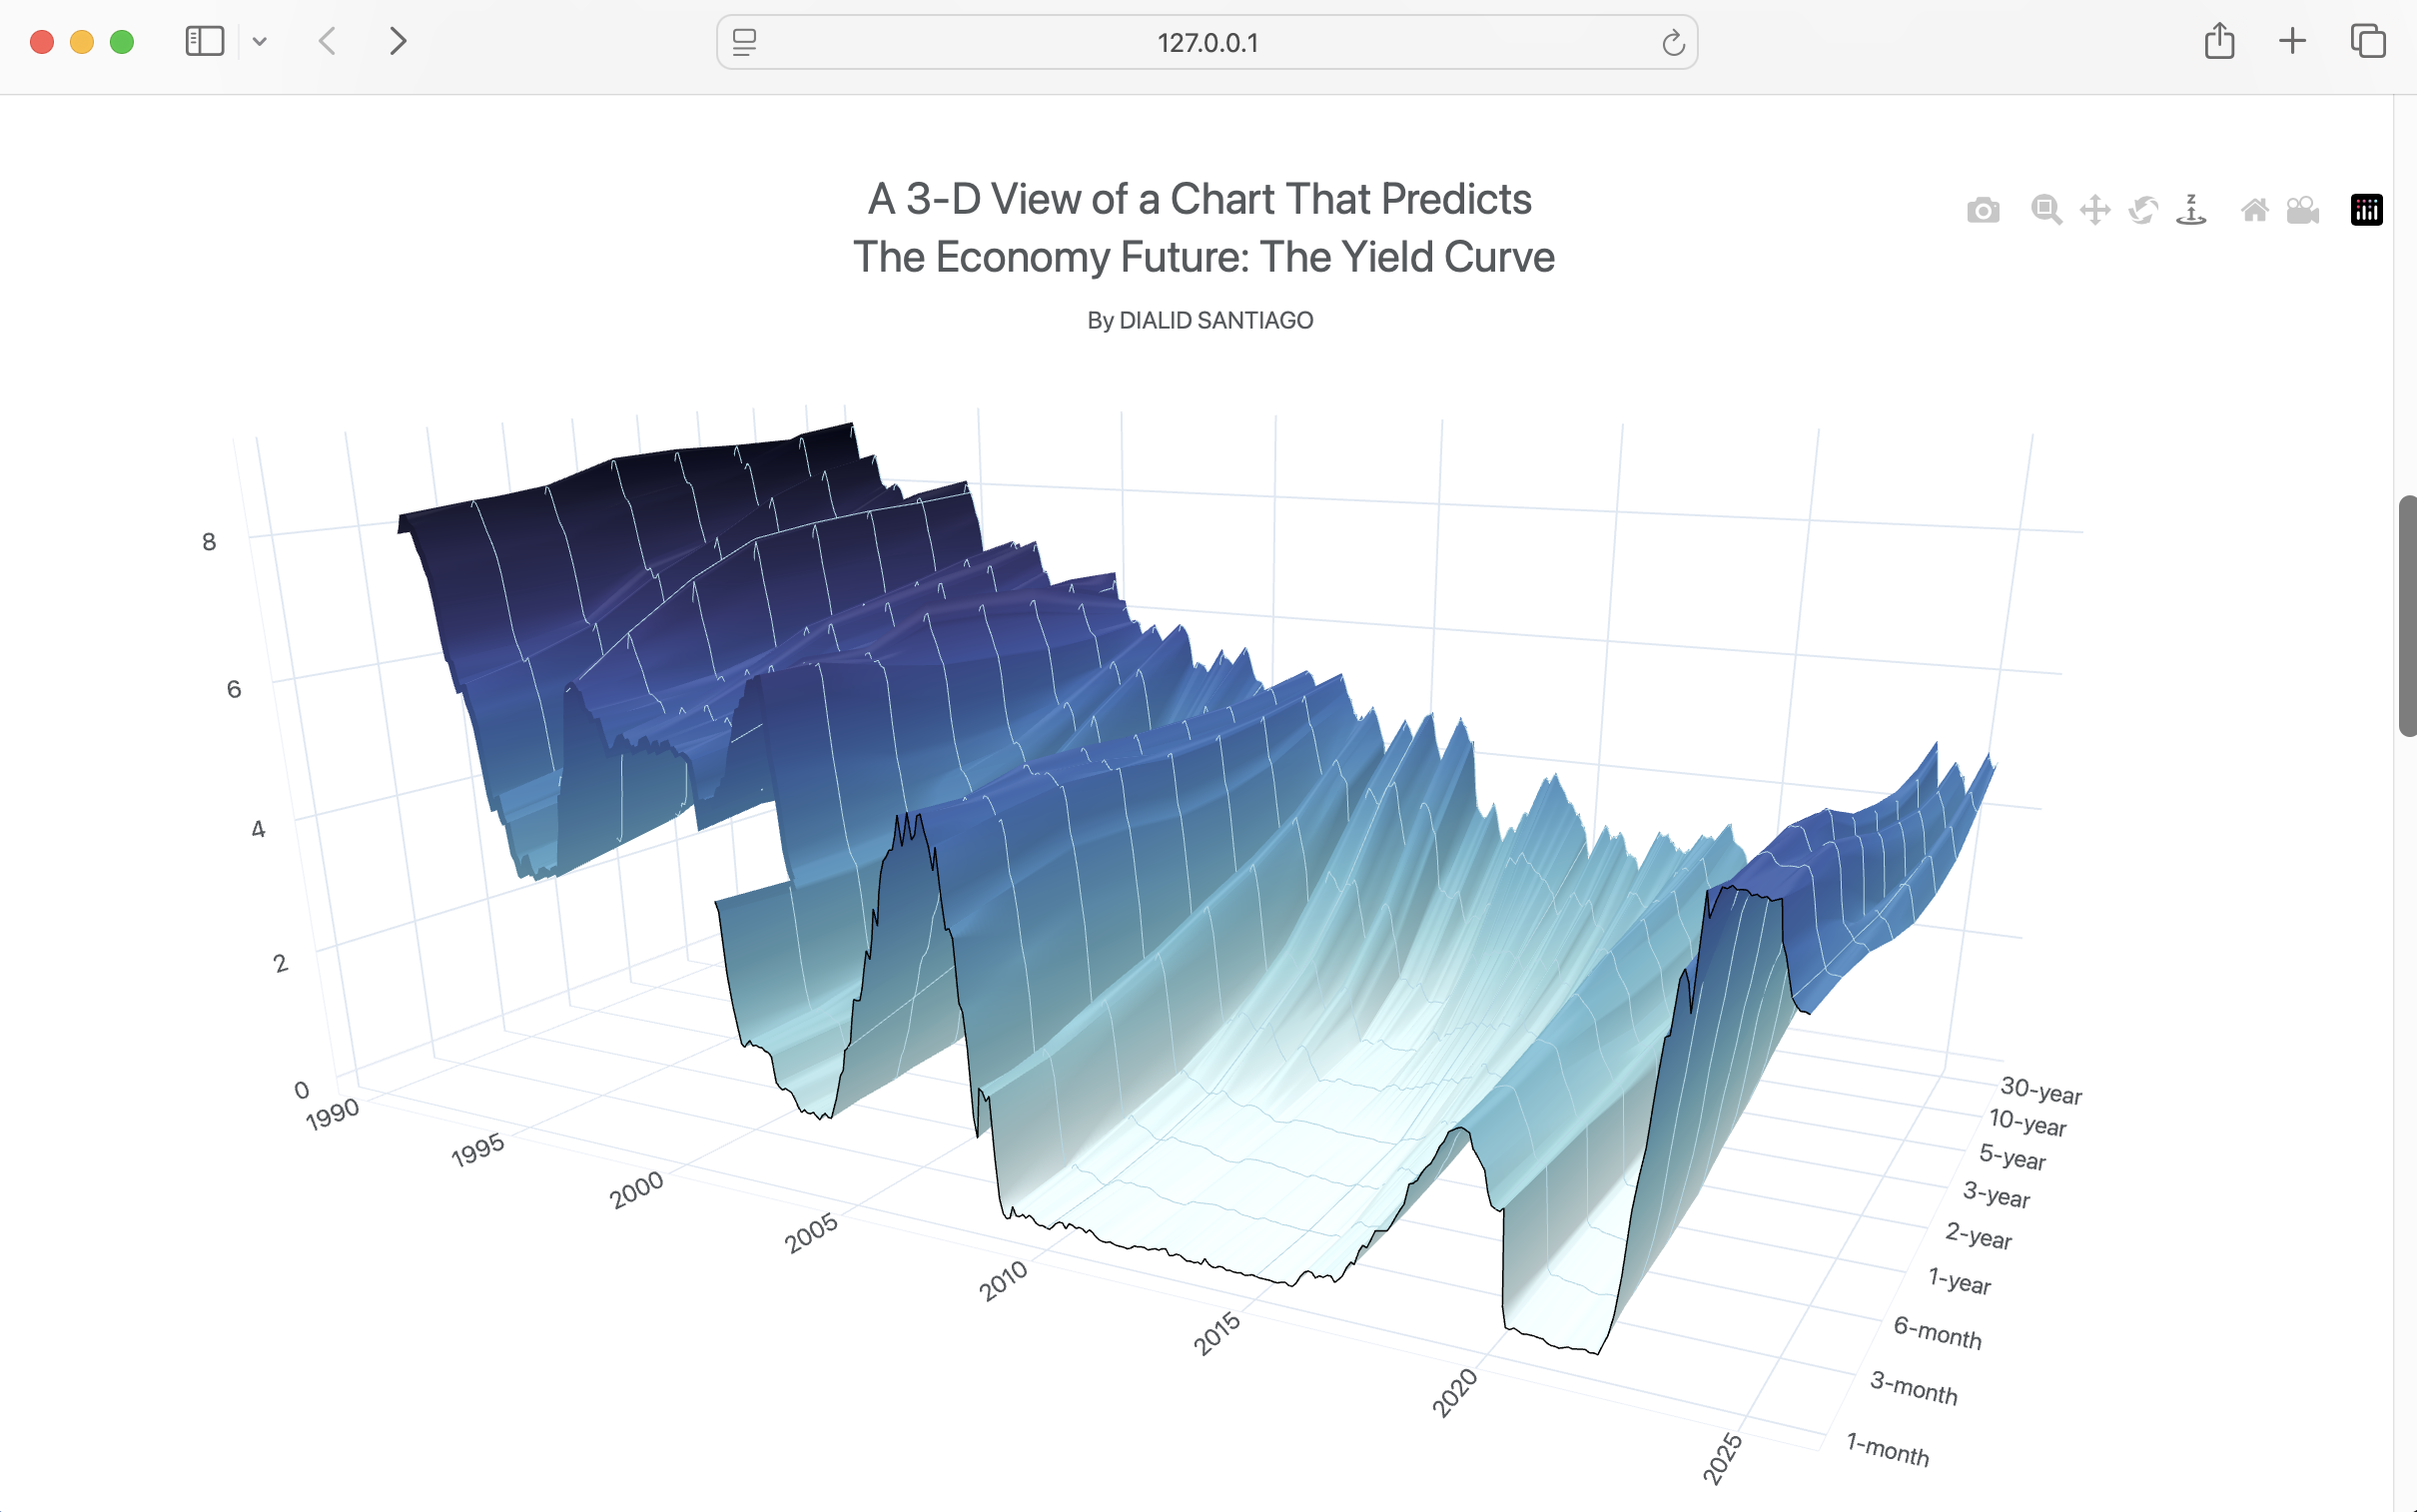 127.0.0.1
A 3-D View of a Chart That Predicts
The Economy Future: The Yield Curve
By DIALID SANTIAGO
z
8
6
4
2
0
1990
1995
2000
2005
2010
2015
2020
2025
30-year
10-year
5-year
3-year
2-year
1-year
6-month
3-month
1-month